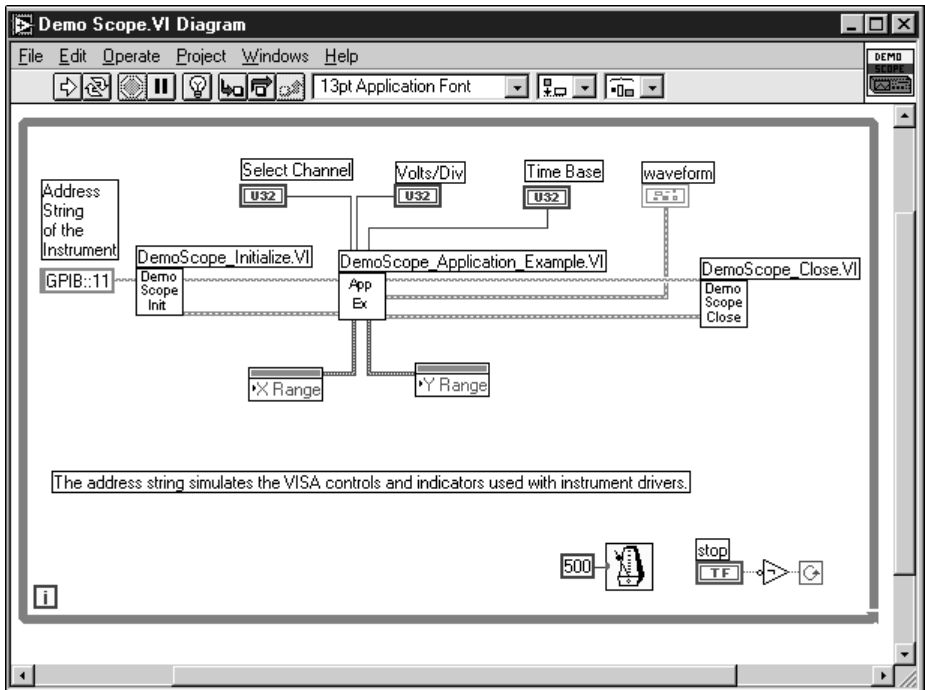 Demo Scope.VI Diagram
File Edit Operate Project Windows Help
DEMO
SCOPE
13pt Application Font
Select Channel
U32
Volts/Div
U32
Time Base
U32
waveform
Address
String
of the
Instrument
GPIB::11
DemoScope_Initialize.VI
Demo
Scope
Init
DemoScope_Application_Example.VI
App
Ex
DemoScope_Close.VI
Demo
Scope
Close
X Range
Y Range
The address string simulates the VISA controls and indicators used with instrument drivers.
500
stop
TF
i